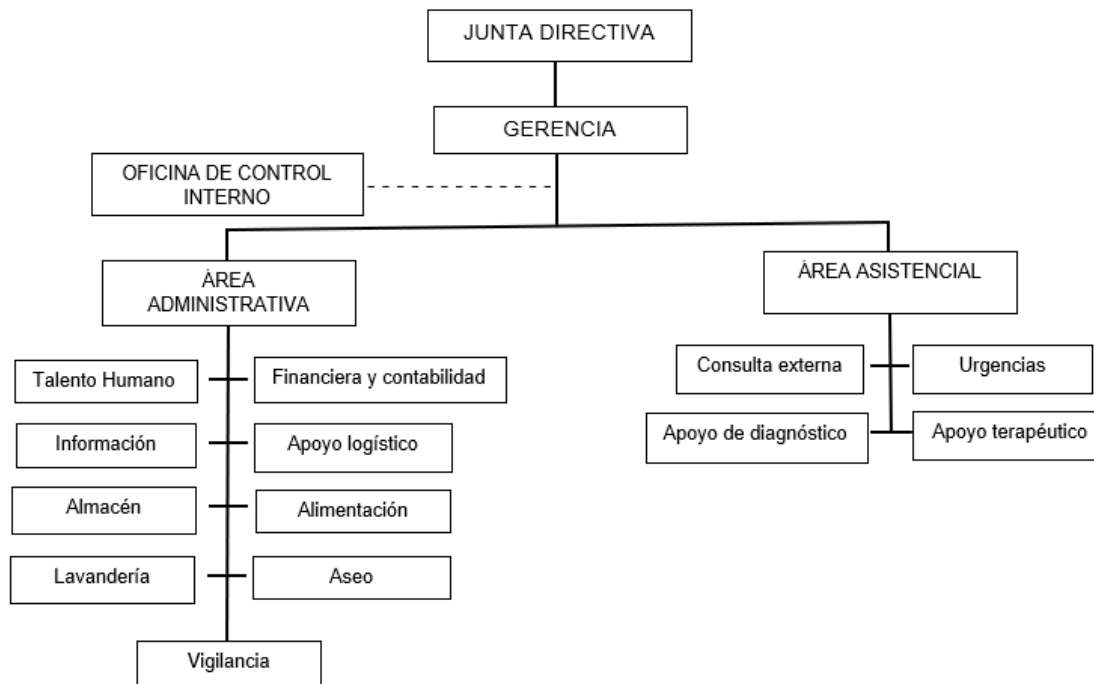 JUNTA DIRECTIVA
GERENCIA
OFICINA DE CONTROL
INTERNO
ÁREA
ADMINISTRATIVA
ÁREA ASISTENCIAL
Talento Humano
Financiera y contabilidad
Información
Apoyo logístico
Almacén
Alimentación
Lavandería
Aseo
Vigilancia
Consulta externa
Urgencias
Apoyo de diagnóstico
Apoyo terapéutico